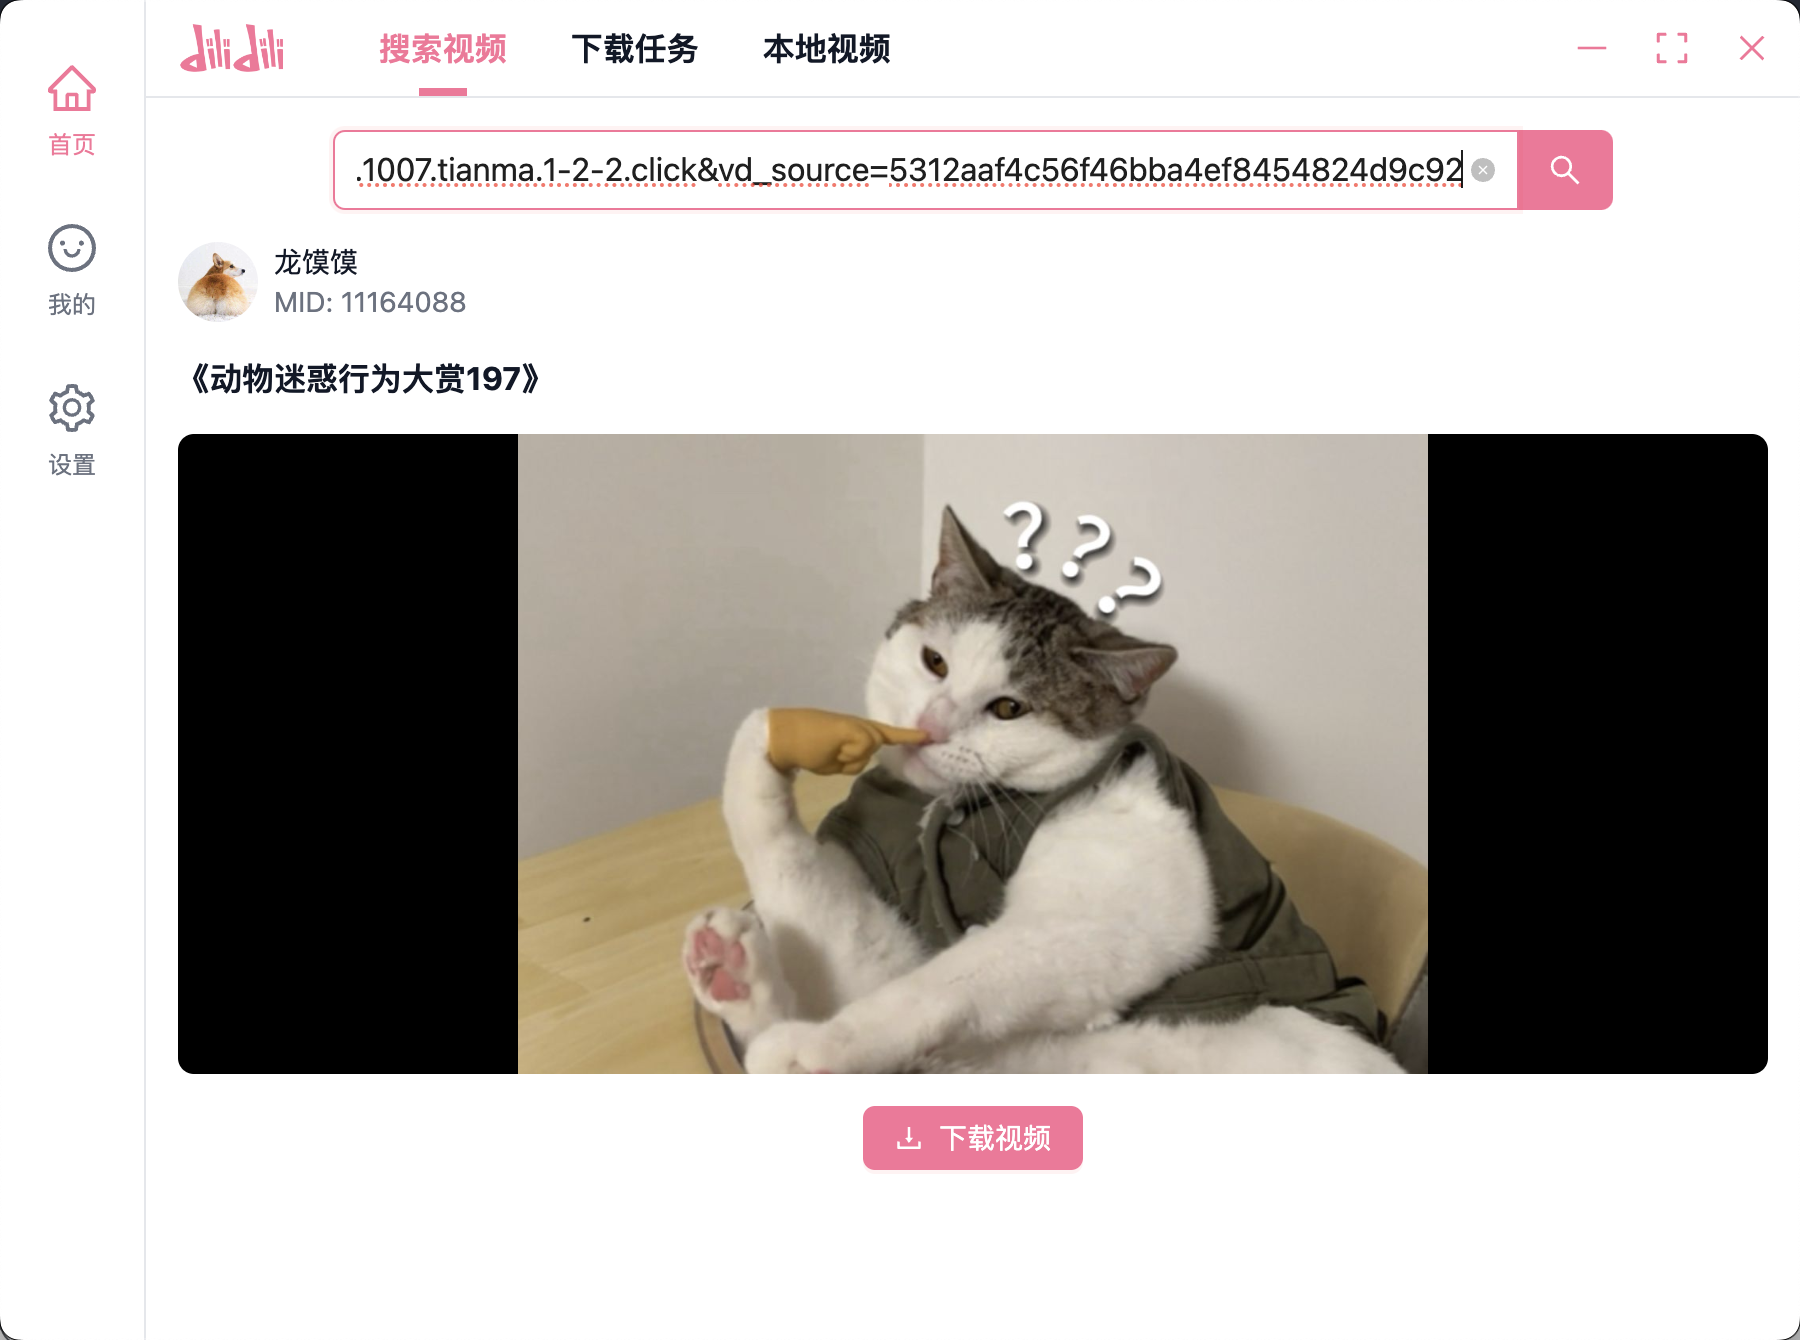 dilidili
搜索视频
下载任务
本地视频
首页
我的
设置
.1007.tianma.1-2-2.click&vd_source=5312aaf4c56f46bba4ef8454824d9c92
龙馍馍
MID: 11164088
《动物迷惑行为大赏197》
???
下载视频